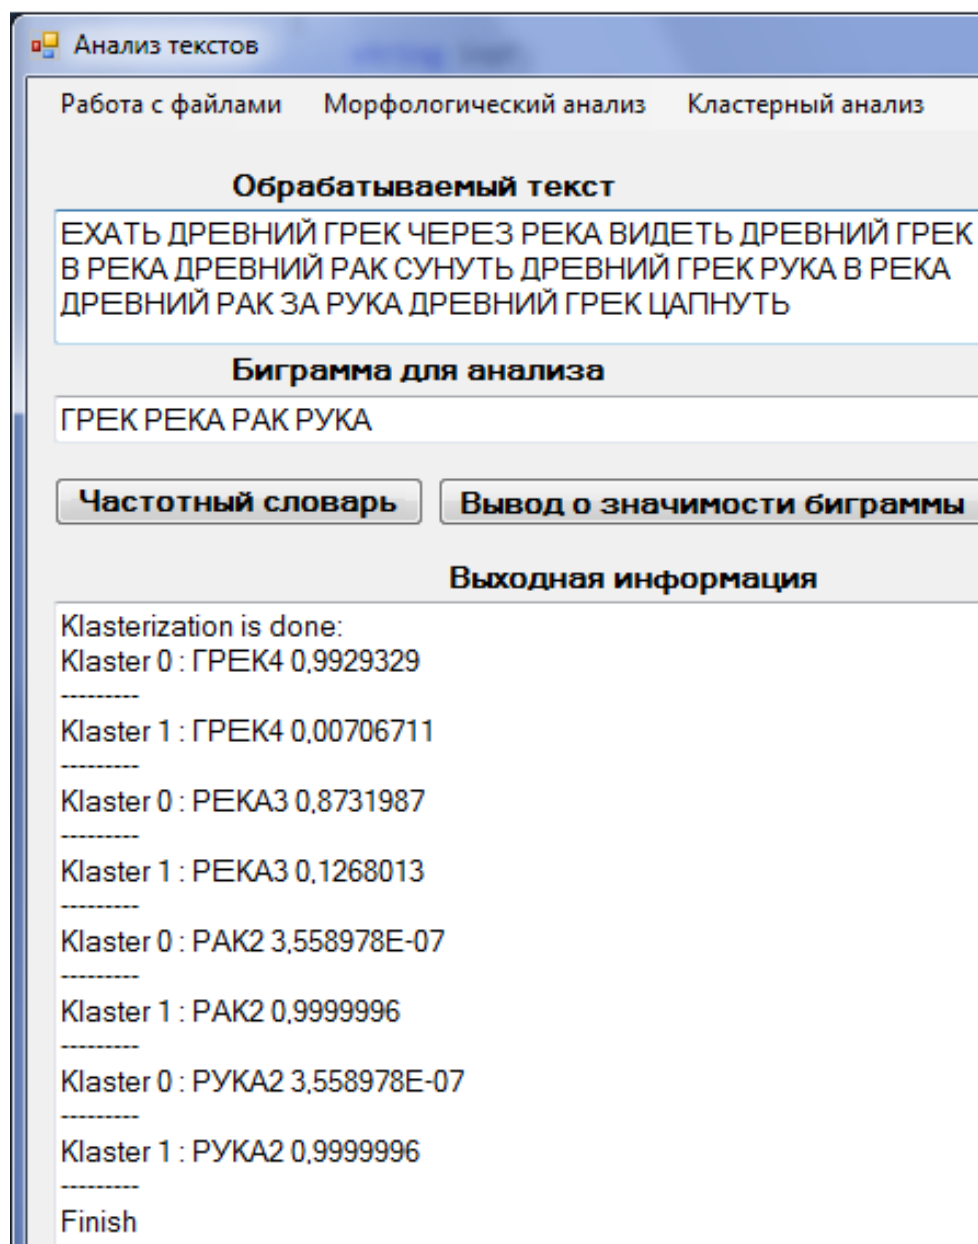 Анализ текстов
Работа с файлами Морфологический анализ Кластерный анализ
Обрабатываемый текст
ЕХАТЬ ДРЕВНИЙ ГРЕК ЧЕРЕЗ РЕКА ВИДЕТЬ ДРЕВНИЙ ГРЕК
В РЕКА ДРЕВНИЙ РАК СУНУТЬ ДРЕВНИЙ ГРЕК РУКА В РЕКА
ДРЕВНИЙ РАК ЗА РУКА ДРЕВНИЙ ГРЕК ЦАПНУТЬ
Биграмма для анализа
ГРЕК РЕКА РАК РУКА
Частотный словарь Вывод о значимости биграммы
Выходная информация
Klasterization is done:
Klaster 0 : ГРЕК4 0,9929329
---------
Klaster 1 : ГРЕК4 0,00706711
---------
Klaster 0 : РЕКА3 0,8731987
---------
Klaster 1 : РЕКА3 0,1268013
---------
Klaster 0 : РАК2 3,558978E-07
---------
Klaster 1 : РАК2 0,9999996
---------
Klaster 0 : РУКА2 3,558978E-07
---------
Klaster 1 : РУКА2 0,9999996
---------
Finish